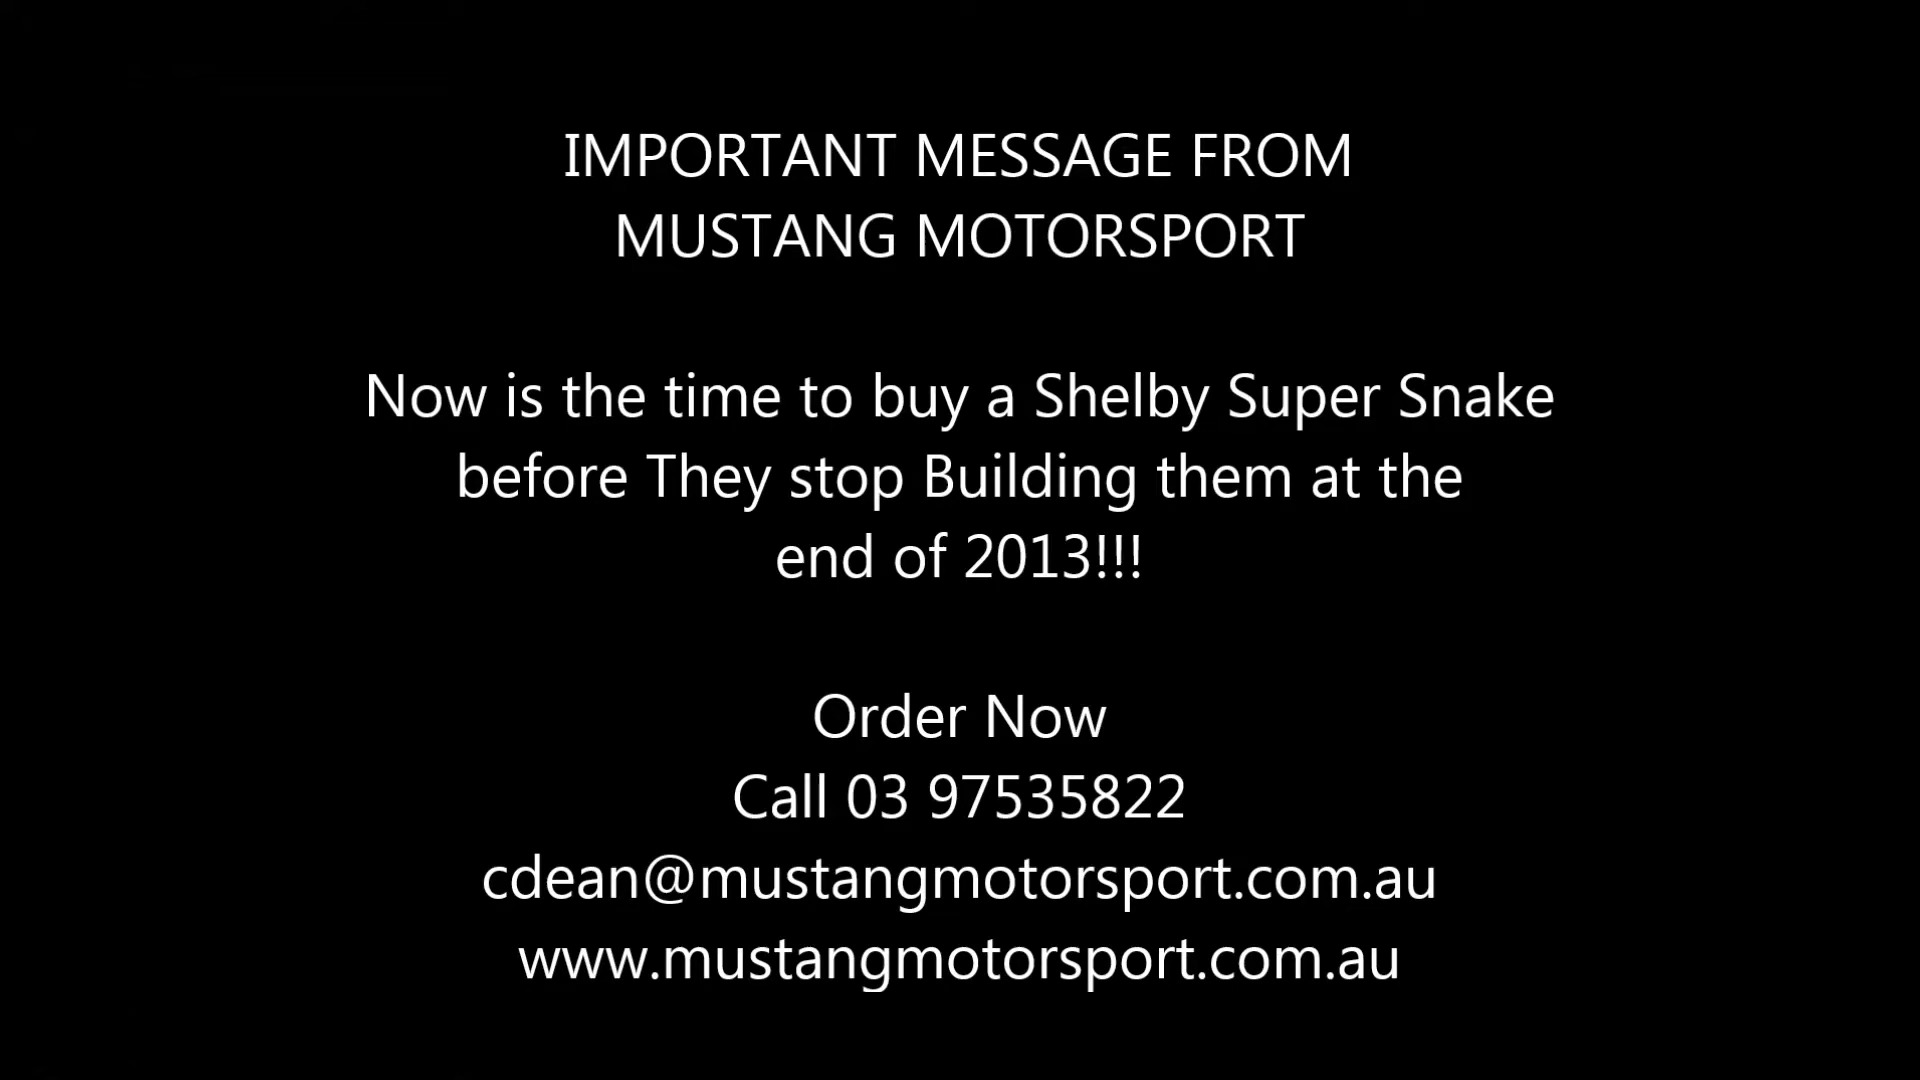 IMPORTANT MESSAGE FROM
MUSTANG MOTORSPORT
Now is the time to buy a Shelby Super Snake
before They stop Building them at the
end of 2013!!!
Order Now
Call 03 97535822
cdean@mustangmotorsport.com.au
www.mustangmotorsport.com.au